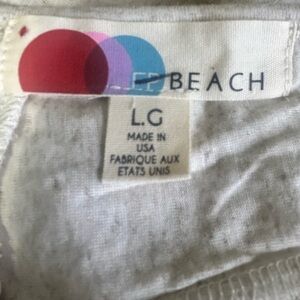 BEACH
L.G
MADE IN
USA
FABRIQUE AUX
ETATS UNIS